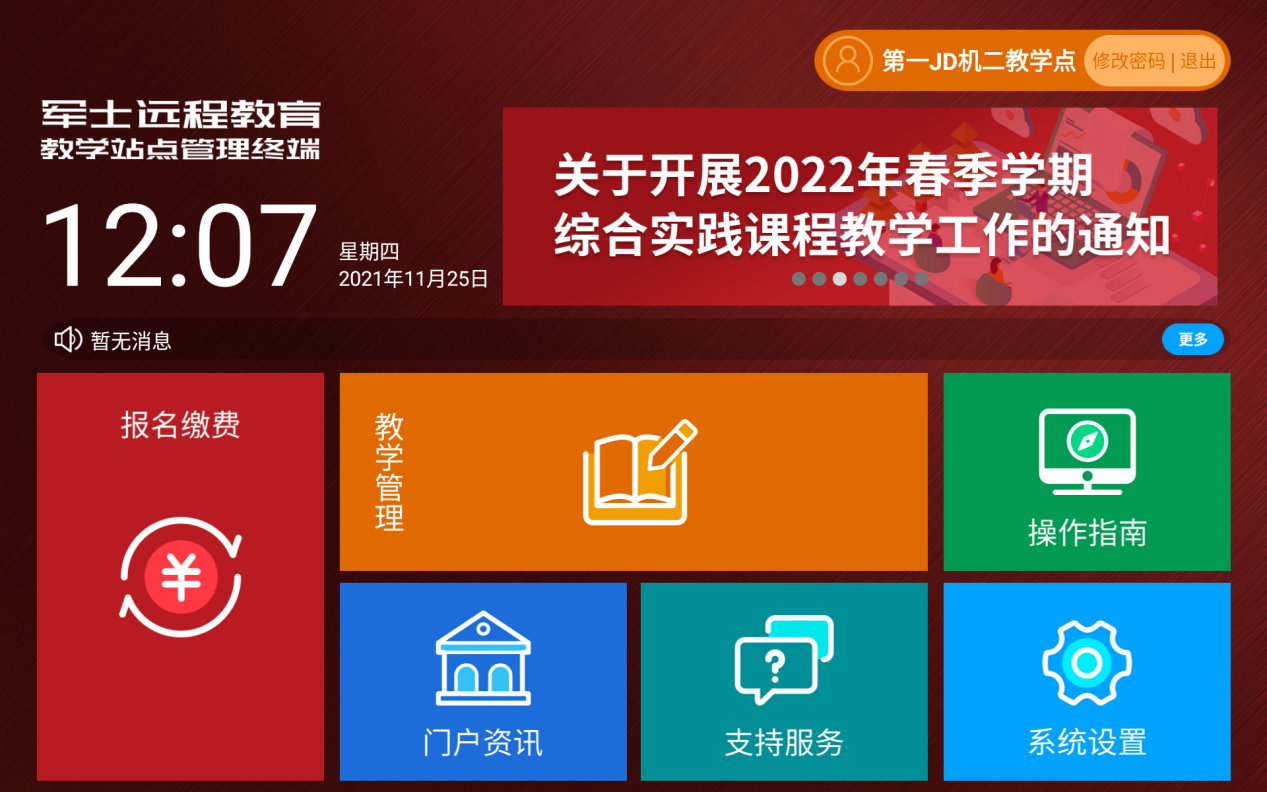 第一JD机二教学点
修改密码 | 退出
军士远程教育
教学站点管理终端
12:07
星期四
2021年11月25日
关于开展2022年春季学期
综合实践课程教学工作的通知
暂无消息
更多
报名缴费
¥
教学管理
操作指南
门户资讯
?
支持服务
系统设置